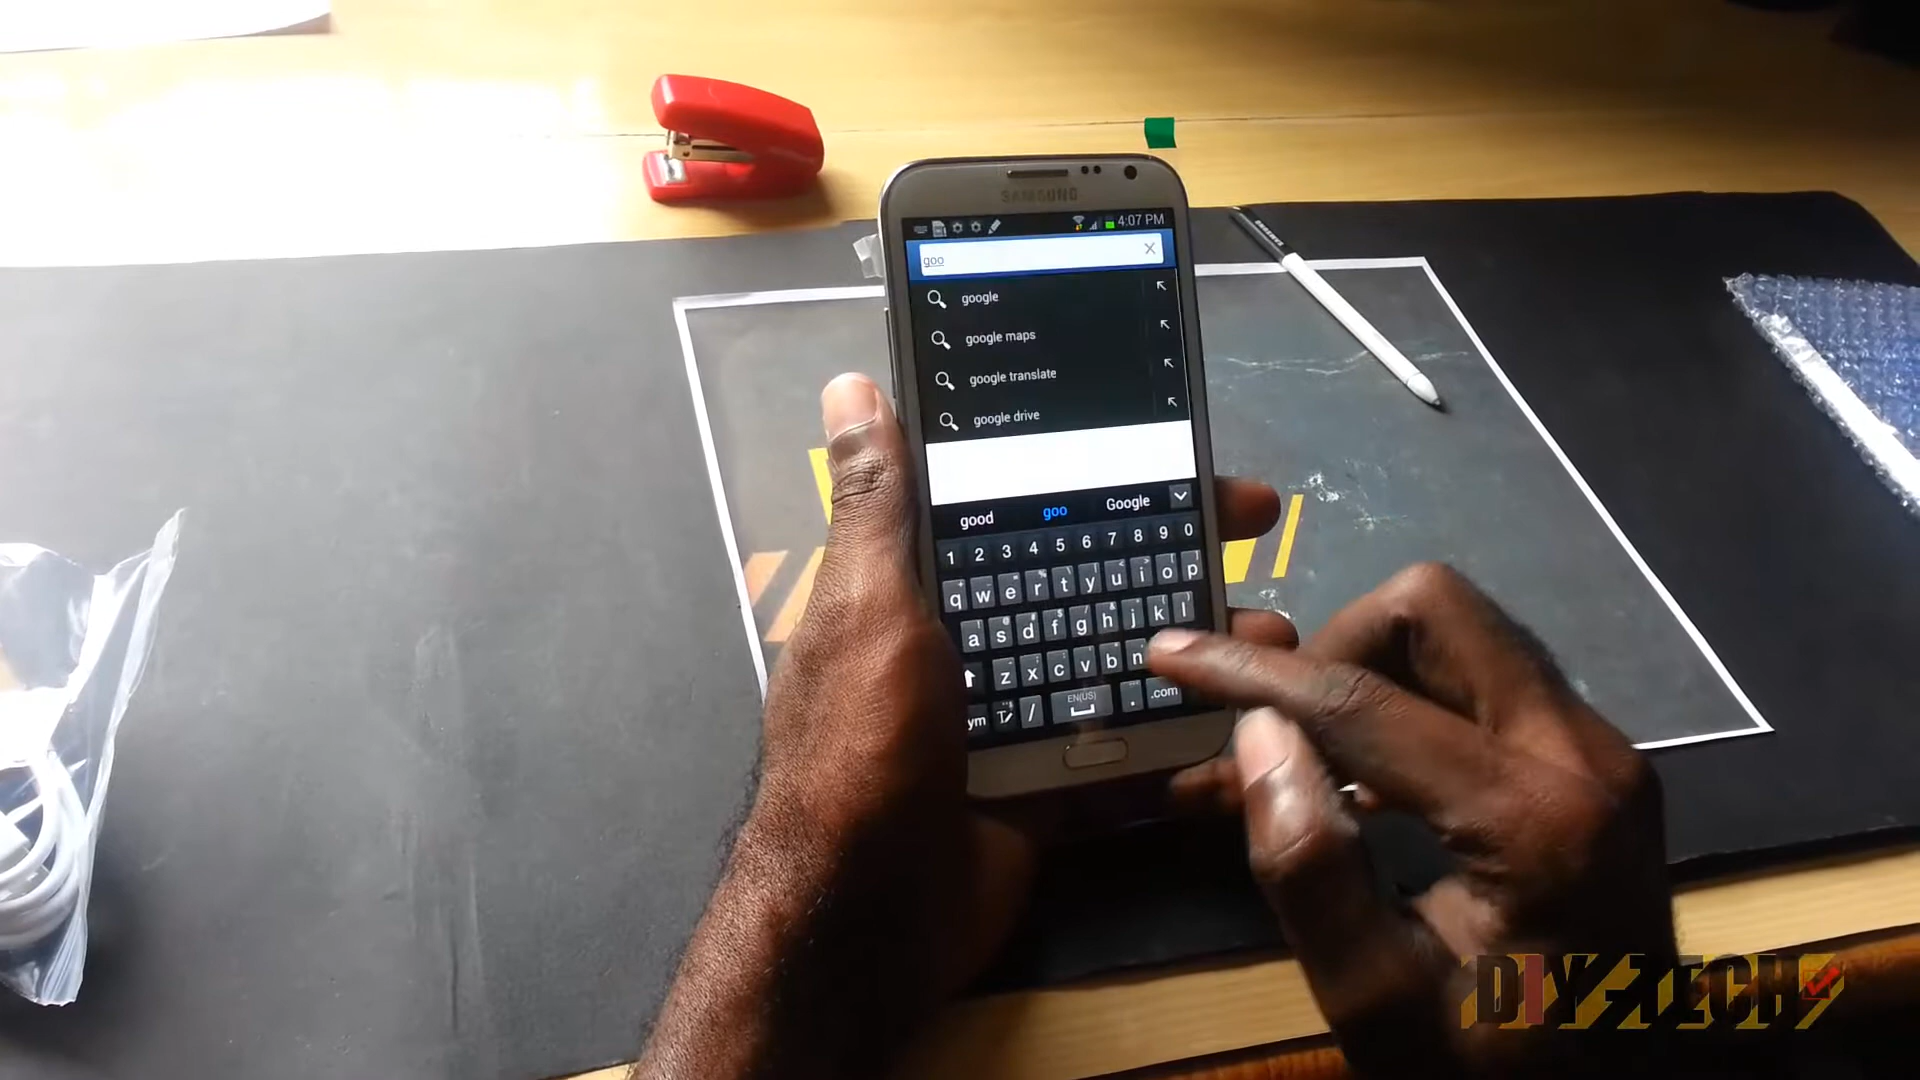 SAMSUNG
4:07 PM
goo
google
google maps
google translate
google drive
good goo Google
1 2 3 4 5 6 7 8 9 0
q w e r t y u i o p
a s d f g h j k l
z x c v b n
ym / EN(US) . .com
SAMSUNG
DIY-TECH